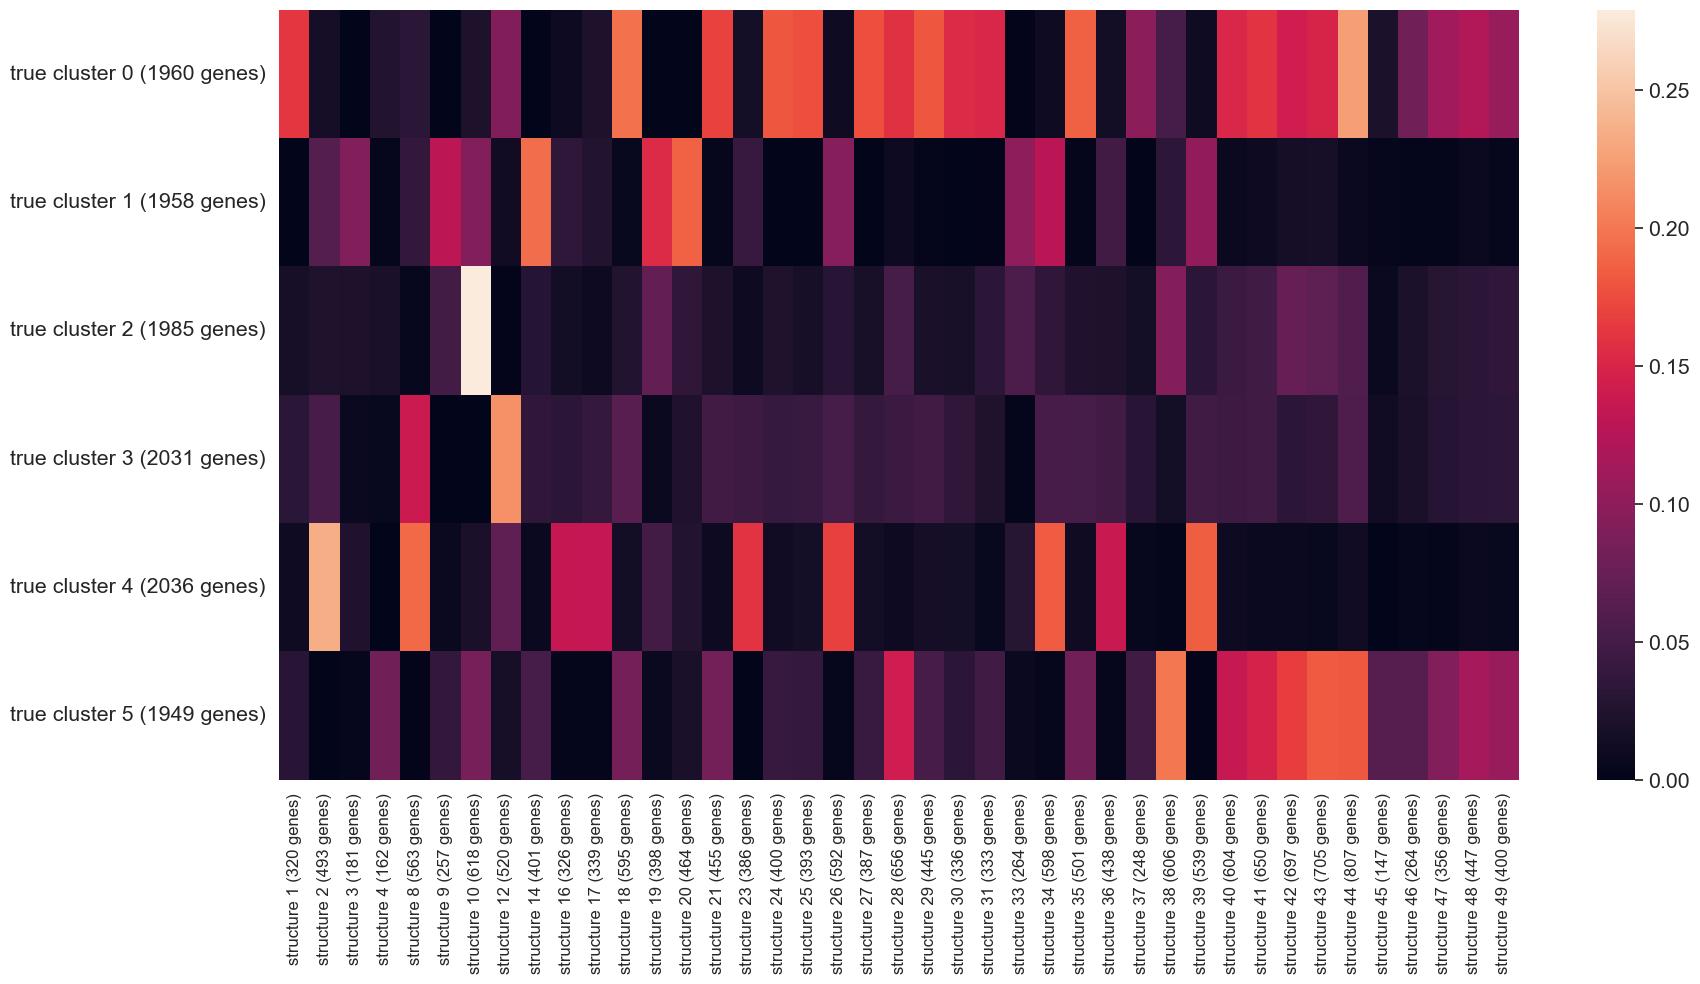 true cluster 0 (1960 genes)
true cluster 1 (1958 genes)
true cluster 2 (1985 genes)
true cluster 3 (2031 genes)
true cluster 4 (2036 genes)
true cluster 5 (1949 genes)
structure 1 (320 genes)
structure 2 (493 genes)
structure 3 (181 genes)
structure 4 (162 genes)
structure 8 (563 genes)
structure 9 (257 genes)
structure 10 (618 genes)
structure 12 (520 genes)
structure 14 (401 genes)
structure 16 (326 genes)
structure 17 (339 genes)
structure 18 (595 genes)
structure 19 (398 genes)
structure 20 (464 genes)
structure 21 (455 genes)
structure 23 (386 genes)
structure 24 (400 genes)
structure 25 (393 genes)
structure 26 (592 genes)
structure 27 (387 genes)
structure 28 (656 genes)
structure 29 (445 genes)
structure 30 (336 genes)
structure 31 (333 genes)
structure 33 (264 genes)
structure 34 (598 genes)
structure 35 (501 genes)
structure 36 (438 genes)
structure 37 (248 genes)
structure 38 (606 genes)
structure 39 (539 genes)
structure 40 (604 genes)
structure 41 (650 genes)
structure 42 (697 genes)
structure 43 (705 genes)
structure 44 (807 genes)
structure 45 (147 genes)
structure 46 (264 genes)
structure 47 (356 genes)
structure 48 (447 genes)
structure 49 (400 genes)
0.25
0.20
0.15
0.10
0.05
0.00